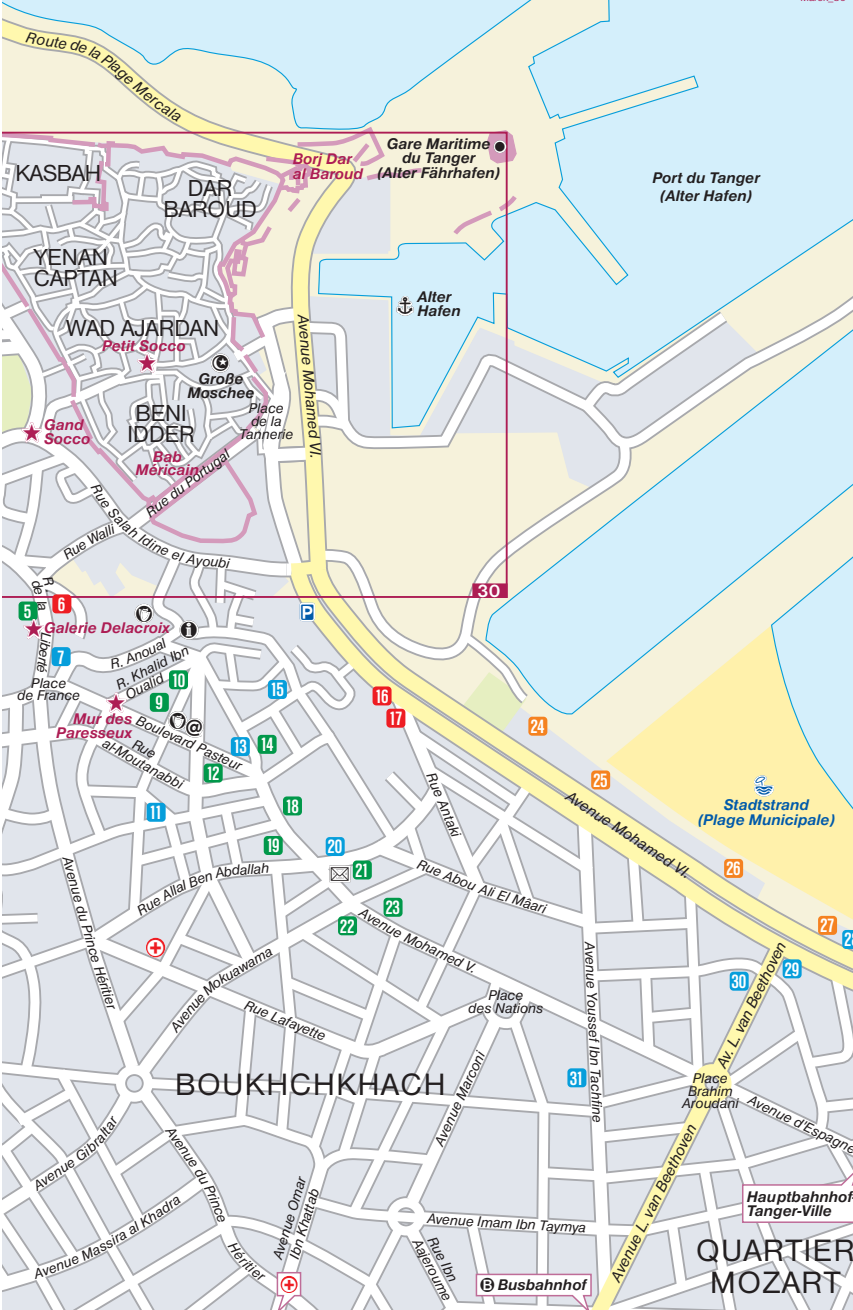 Route de la Plage Mercala
KASBAH
DAR
BAROUD
Borj Dar
al Baroud
Gare Maritime
du Tanger
(Alter Fährhafen)
Port du Tanger
(Alter Hafen)
YENAN
CAPTAN
WAD AJARDAN
Petit Socco
Große
Moschee
Alter
Hafen
Avenue Mohamed VI.
BENI
IDDER
Place
de la
Tannerie
Gand
Socco
Bab
Méricain
Rue du Portugal
Rue Salah Idine el Ayoubi
Rue Walli
30
R. de la Liberté
5
6
P
Galerie Delacroix
i
7
R. Anoual
R. Khalid Ibn
Oualid
Place
de France
10
9
15
16
17
Mur des
Paresseux
@
Boulevard Pasteur
Rue
al-Moutanabbi
13
14
12
24
25
11
18
Rue Antaki
Avenue Mohamed VI.
Stadtstrand
(Plage Municipale)
19
20
21
26
Rue Allal Ben Abdallah
Rue Abou Ali El Mâari
Avenue du Prince Héritier
23
22
Avenue Mohamed V.
27
Avenue Mokuawama
Avenue Youssef Ibn Tachfine
30
29
Av. L. van Beethoven
Rue Lafayette
Place
des Nations
31
BOUKHCHKHACH
Avenue Marconi
Place
Brahim
Aroudani
Avenue d'Espagne
Avenue Gibraltar
Avenue du Prince
Héritier
Avenue Massira al Khadra
Avenue Omar
Ibn Khattab
Avenue L. van Beethoven
Hauptbahnhof
Tanger-Ville
Avenue Imam Ibn Taymya
Rue Ibn
Aajeroume
B Busbahnhof
QUARTIER
MOZART